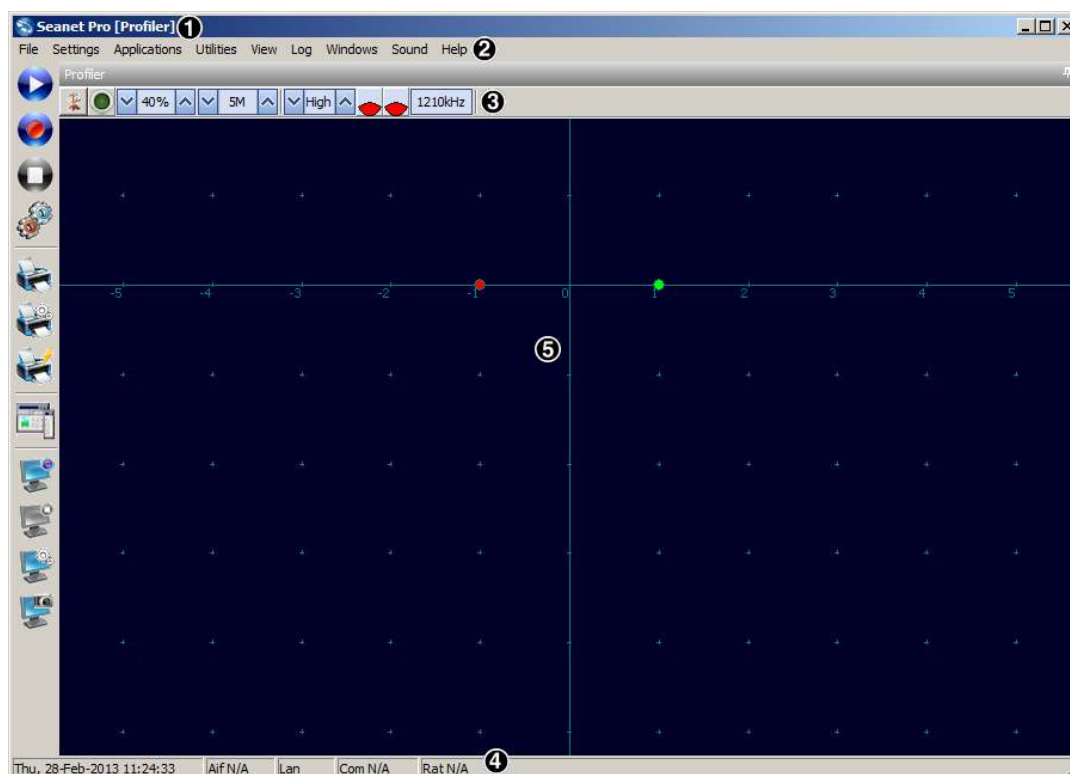 Seanet Pro [Profiler] 1
File Settings Applications Utilities View Log Windows Sound Help 2
Profiler
40% 5M High 1210kHz 3
-5 -4 -3 -2 -1 0 1 2 3 4 5
5
Thu, 28-Feb-2013 11:24:33 Aif N/A Lan Com N/A Rat N/A 4